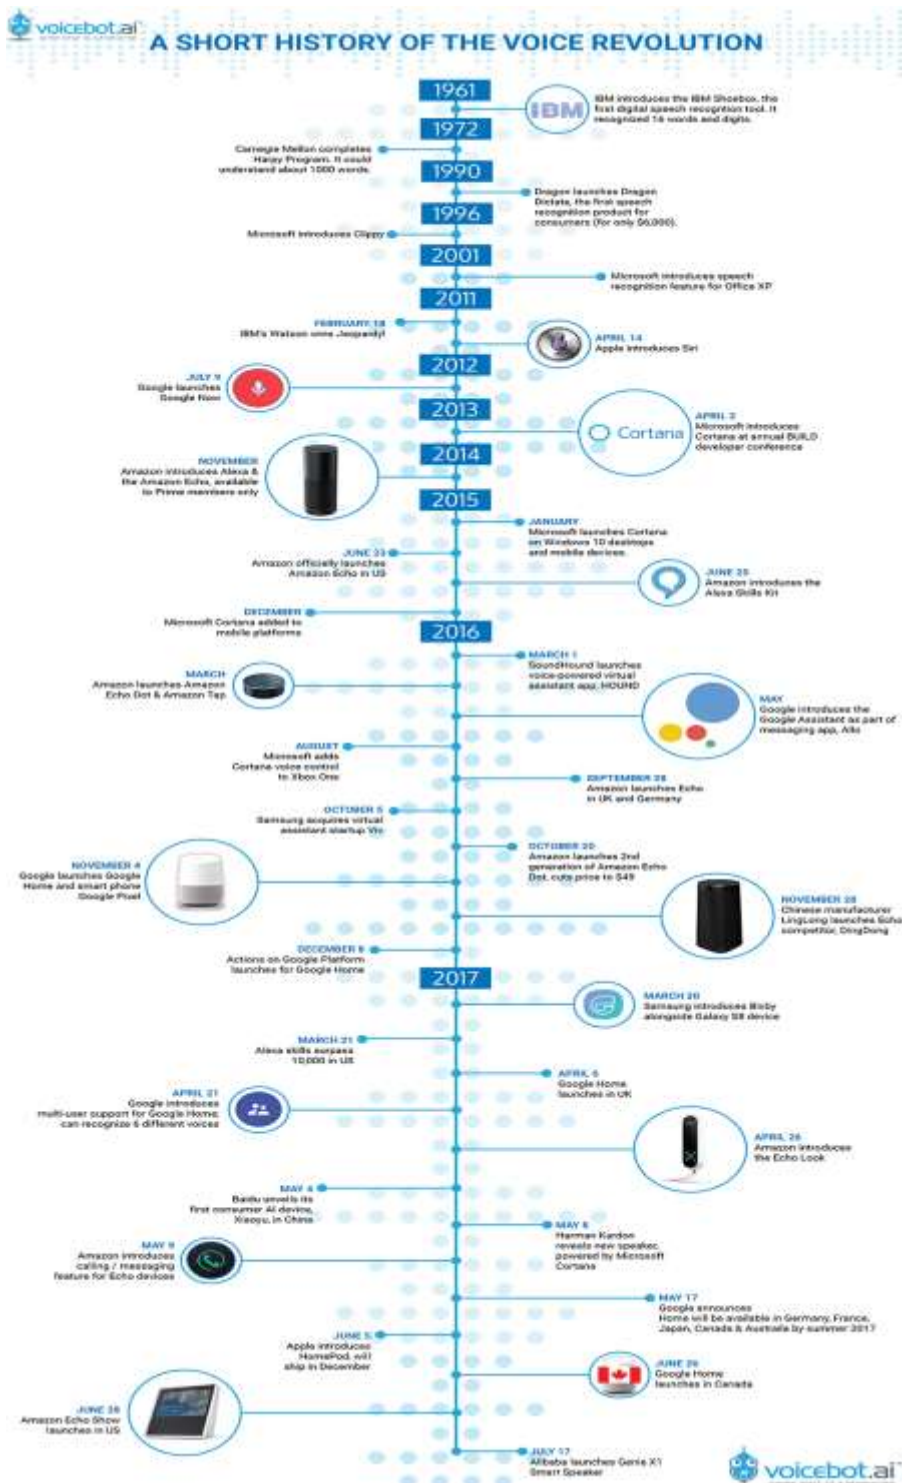 voicebot.ai
A SHORT HISTORY OF THE VOICE REVOLUTION
1961
IBM
IBM introduces the IBM Shoebox, the
first digital speech recognition tool. It
recognized 16 words and digits.
1972
Carnegie Mellon completes
Harpy Program. It could
understand about 1000 words.
1990
Dragon launches Dragon
Dictate, the first speech
recognition product for
consumers (for only $6,000).
1996
Microsoft introduces Clippy
2001
Microsoft introduces speech
recognition feature for Office XP
2011
FEBRUARY 18
IBM's Watson wins Jeopardy!
APRIL 14
Apple introduces Siri
2012
JULY 9
Google launches
Google Now
2013
APRIL 2
Cortana
Microsoft introduces
Cortana at annual BUILD
developer conference
2014
NOVEMBER
Amazon introduces Alexa &
the Amazon Echo, available
to Prime members only
2015
JANUARY
Microsoft launches Cortana
on Windows 10 desktops
and mobile devices.
JUNE 23
Amazon officially launches
Amazon Echo in US
JUNE 25
Amazon introduces the
Alexa Skills Kit
DECEMBER
Microsoft Cortana added to
mobile platforms
2016
MARCH 1
SoundHound launches
voice-powered virtual
assistant app, HOUND
MARCH
Amazon launches Amazon
Echo Dot & Amazon Tap
MAY
Google introduces the
Google Assistant as part of
messaging app, Allo
AUGUST
Microsoft adds
Cortana voice control
to Xbox One
SEPTEMBER 28
Amazon launches Echo
in UK and Germany
OCTOBER 5
Samsung acquires virtual
assistant startup Viv
OCTOBER 20
Amazon launches 2nd
generation of Amazon Echo
Dot, cuts price to $49
NOVEMBER 4
Google launches Google
Home and smart phone
Google Pixel
NOVEMBER 28
Chinese manufacturer
LingLong launches Echo
competitor, DingDong
DECEMBER 8
Actions on Google Platform
launches for Google Home
2017
MARCH 20
Samsung introduces Bixby
alongside Galaxy S8 device
MARCH 21
Alexa skills surpass
10,000 in US
APRIL 6
Google Home
launches in UK
APRIL 21
Google introduces
multi-user support for Google Home;
can recognize 6 different voices
APRIL 26
Amazon introduces
the Echo Look
MAY 4
Baidu unveils its
first consumer AI device,
Xiaoyu, in China
MAY 8
Harman Kardon
reveals new speaker,
powered by Microsoft
Cortana
MAY 9
Amazon introduces
calling / messaging
feature for Echo devices
MAY 17
Google announces
Home will be available in Germany, France,
Japan, Canada & Australia by summer 2017
JUNE 5
Apple introduces
HomePod, will
ship in December
JUNE 26
Google Home
launches in Canada
JUNE 28
Amazon Echo Show
launches in US
JULY 17
Alibaba launches Genie X1
Smart Speaker
voicebot.ai